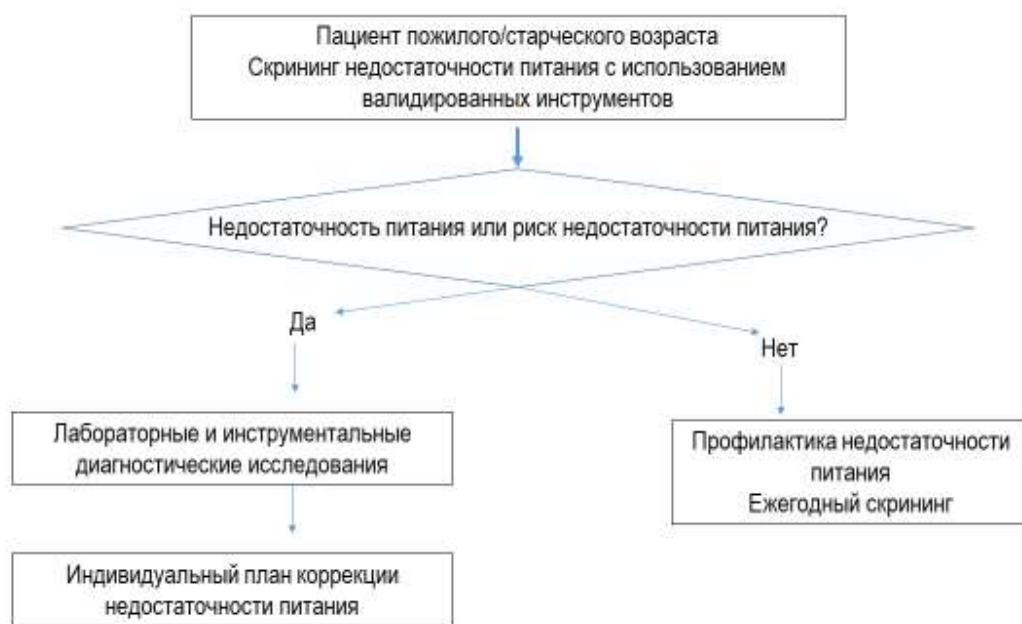 Пациент пожилого/старческого возраста
Скрининг недостаточности питания с использованием
валидированных инструментов
Недостаточность питания или риск недостаточности питания?
Да
Нет
Лабораторные и инструментальные
диагностические исследования
Профилактика недостаточности
питания
Ежегодный скрининг
Индивидуальный план коррекции
недостаточности питания